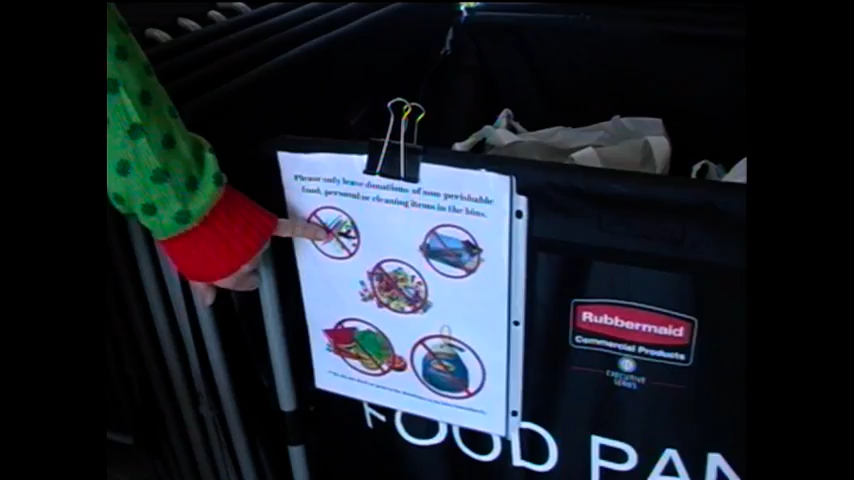 Please only leave donations of non-perishable
food, personal or cleaning items in the bins.
Rubbermaid
Commercial Products
EXECUTIVE
SERIES
FOOD PAN